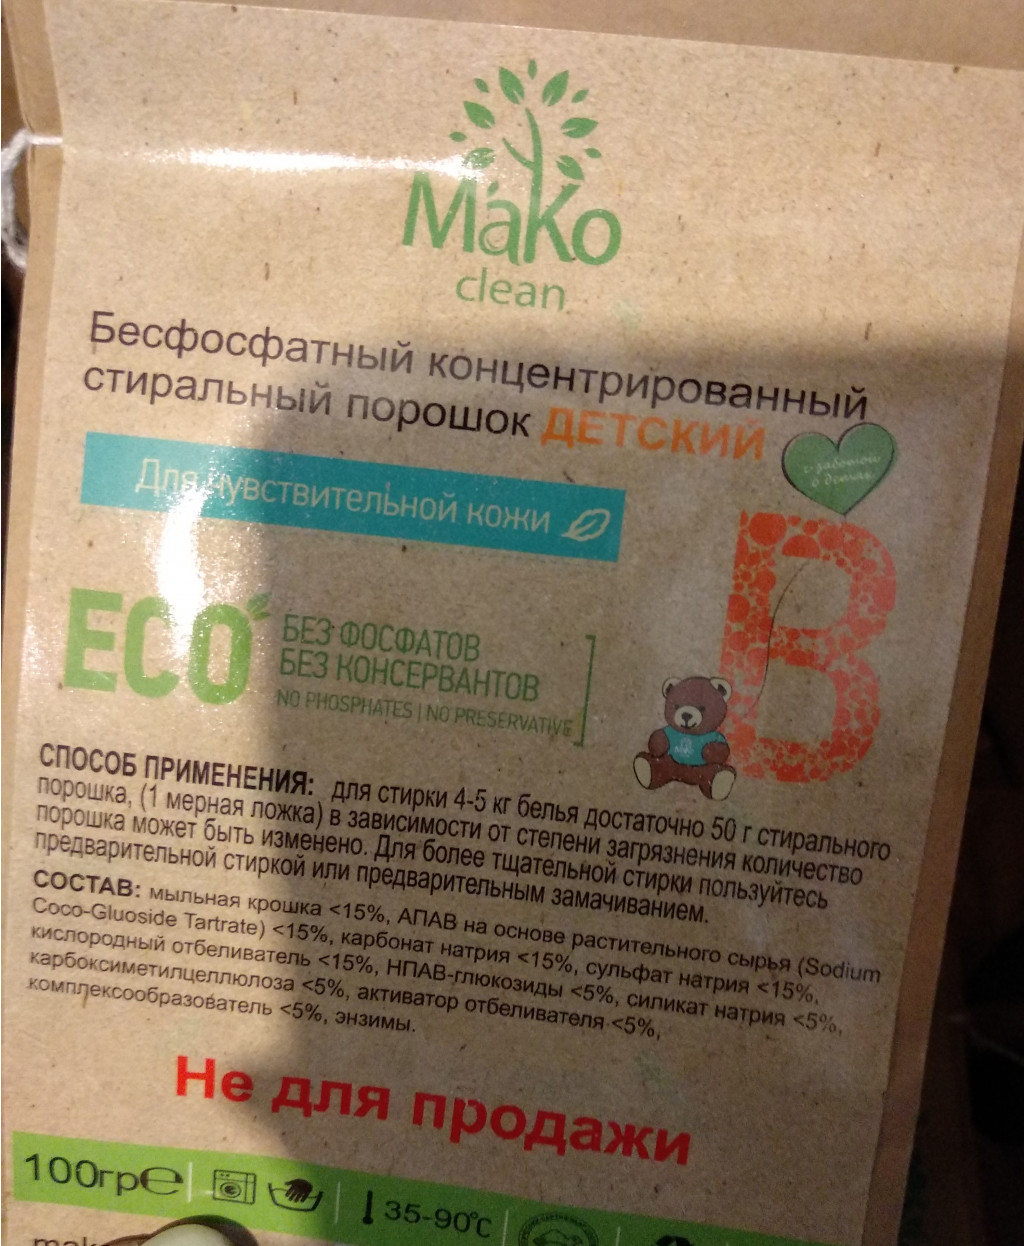 MaKo
clean
Бесфосфатный концентрированный
стиральный порошок ДЕТСКИЙ
с заботой
о детях
Для чувствительной кожи
B
ECO
БЕЗ ФОСФАТОВ
БЕЗ КОНСЕРВАНТОВ
NO PHOSPHATES | NO PRESERVATIVE
СПОСОБ ПРИМЕНЕНИЯ: для стирки 4-5 кг белья достаточно 50 г стирального
порошка, (1 мерная ложка) в зависимости от степени загрязнения количество
порошка может быть изменено. Для более тщательной стирки пользуйтесь
предварительной стиркой или предварительным замачиванием.
СОСТАВ: мыльная крошка <15%, АПАВ на основе растительного сырья (Sodium
Coco-Gluoside Tartrate) <15%, карбонат натрия <15%, сульфат натрия <15%,
кислородный отбеливатель <15%, НПАВ-глюкозиды <5%, силикат натрия <5%,
карбоксиметилцеллюлоза <5%, активатор отбеливателя <5%,
комплексообразователь <5%, энзимы.
Не для продажи
100гр℮ 35-90°C